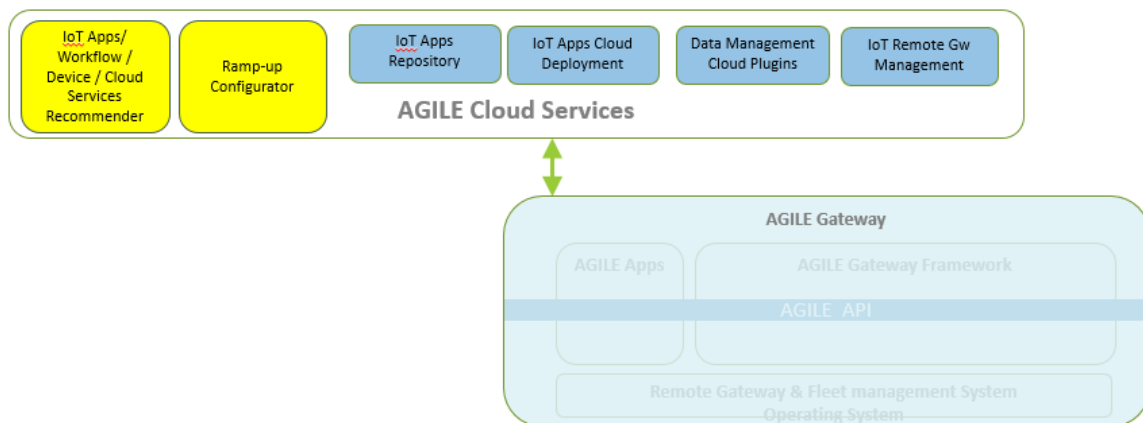 IoT Apps/
Workflow /
Device / Cloud
Services
Recommender
Ramp-up
Configurator
IoT Apps
Repository
IoT Apps Cloud
Deployment
Data Management
Cloud Plugins
IoT Remote Gw
Management
AGILE Cloud Services
AGILE Gateway
AGILE Apps
AGILE Gateway Framework
AGILE API
Remote Gateway & Fleet management System
Operating System